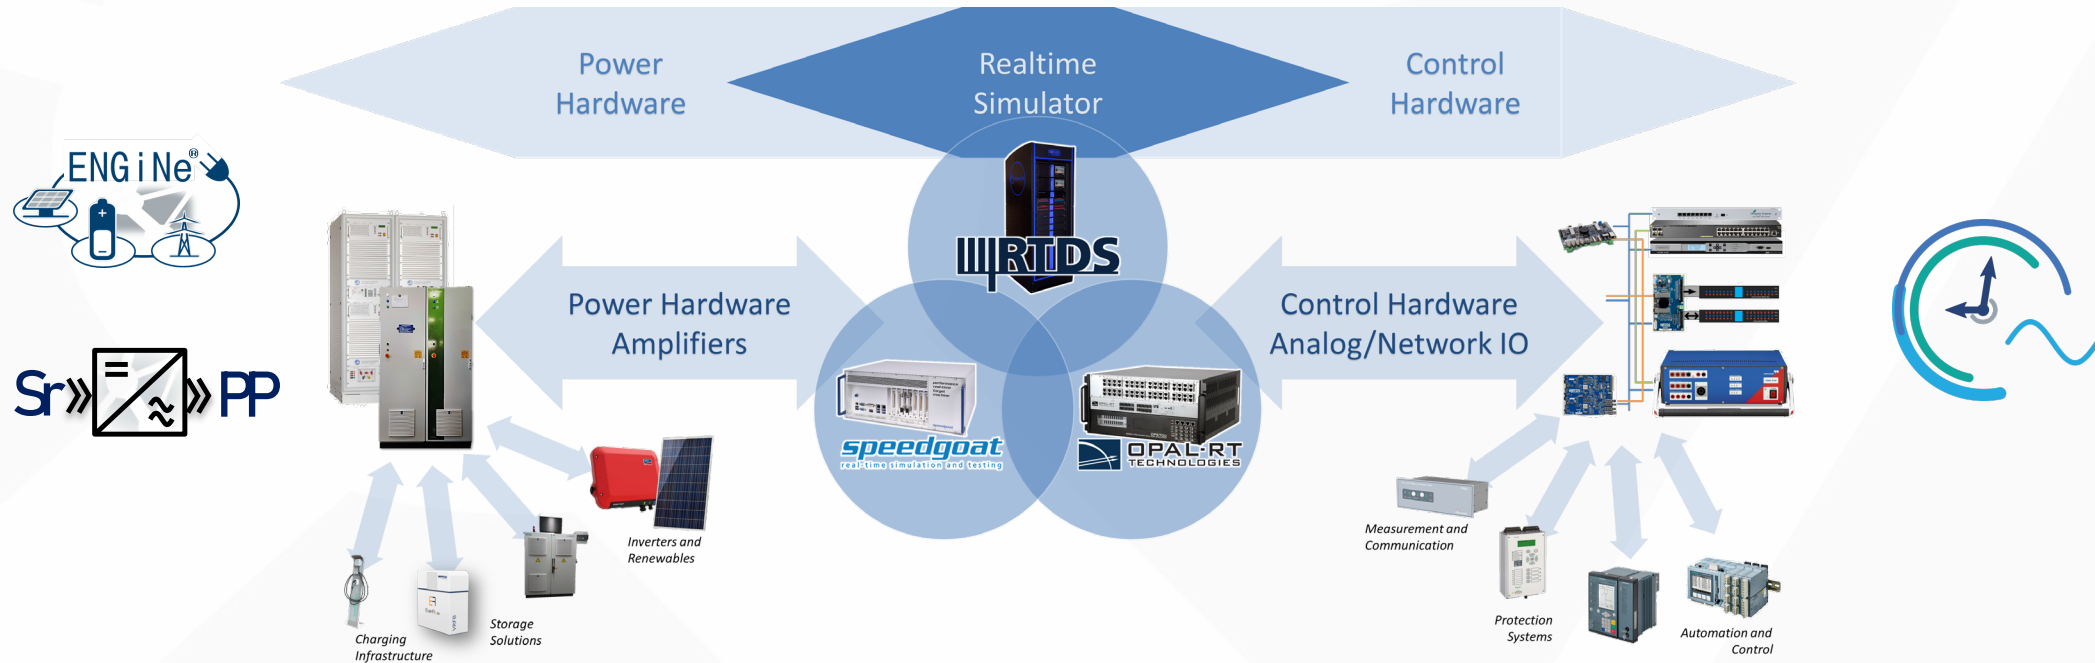 Power
Hardware
Realtime
Simulator
Control
Hardware
ENGiNe®
RTDS
Power Hardware
Amplifiers
Control Hardware
Analog/Network IO
Sr
PP
speedgoat
real-time simulation and testing
OPAL-RT
TECHNOLOGIES
Inverters and
Renewables
Storage
Solutions
Charging
Infrastructure
Measurement and
Communication
Protection
Systems
Automation and
Control